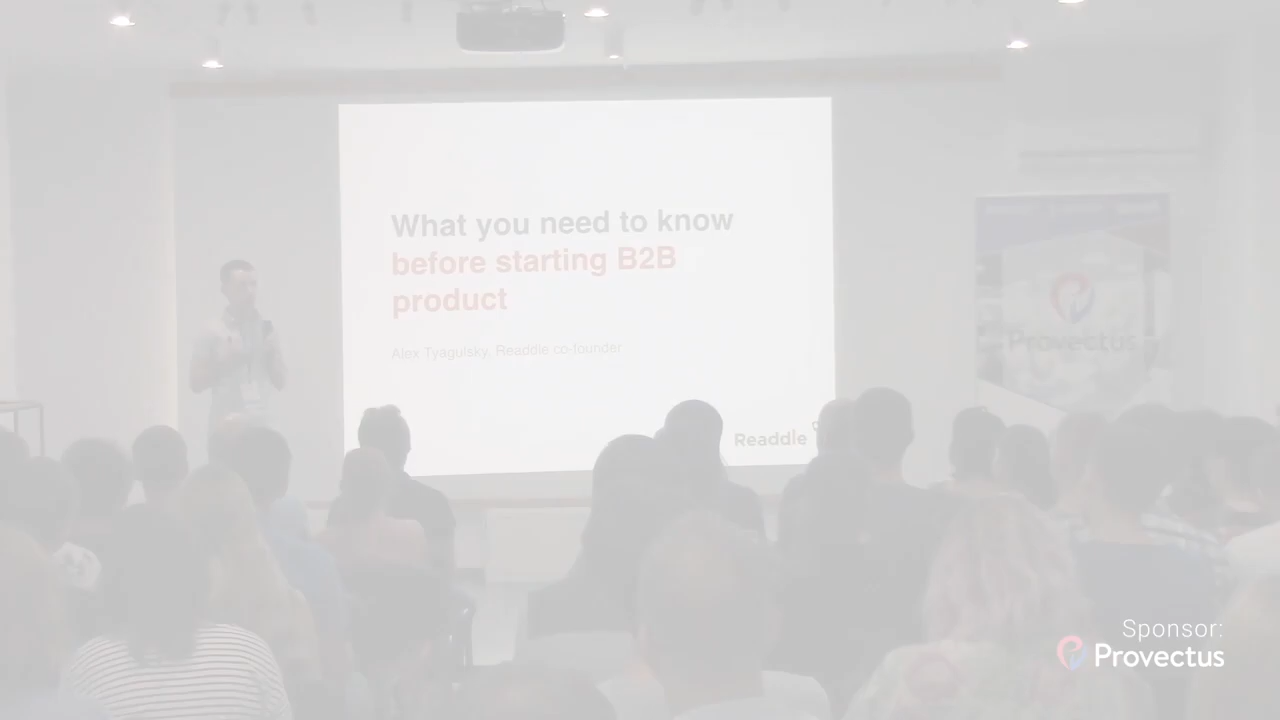 What you need to know
before starting B2B
product
Alex Tyagulsky, Readdle co-founder
Readdle
Provectus
Sponsor:
Provectus